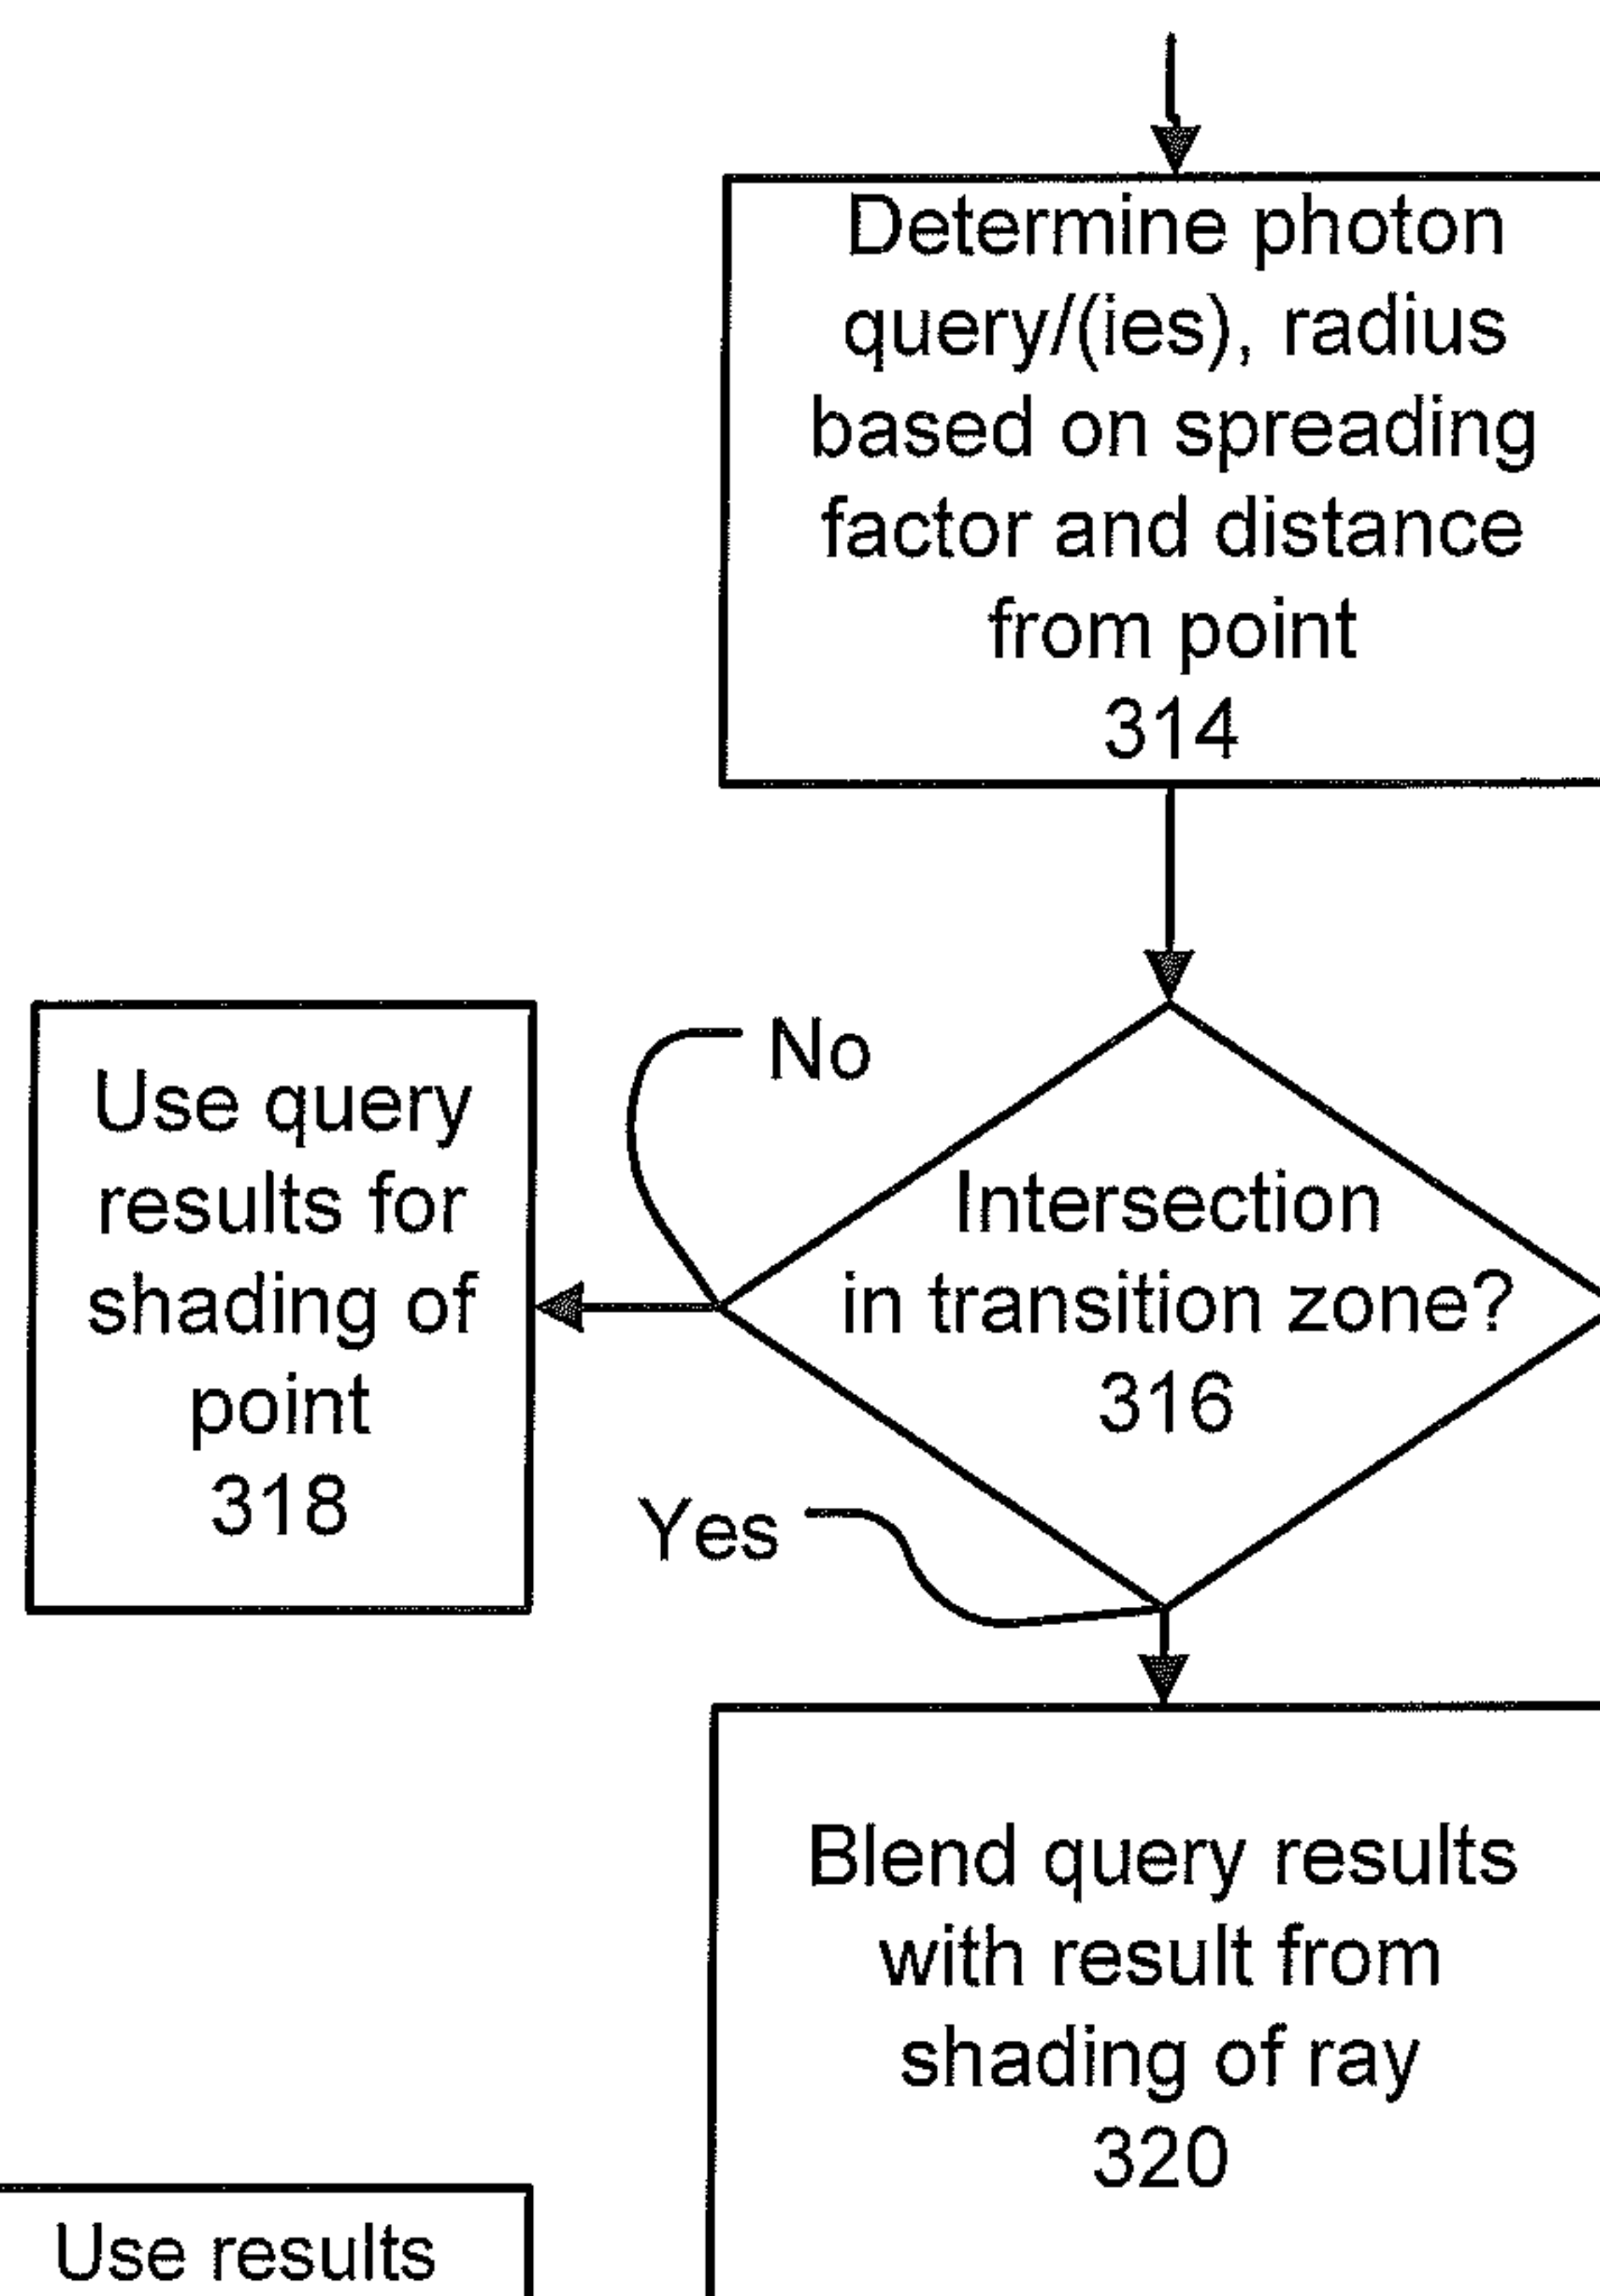 Determine photon
query/(ies), radius
based on spreading
factor and distance
from point
314
No
Use query
results for
shading of
point
318
Intersection
in transition zone?
316
Yes
Blend query results
with result from
shading of ray
320
Use results